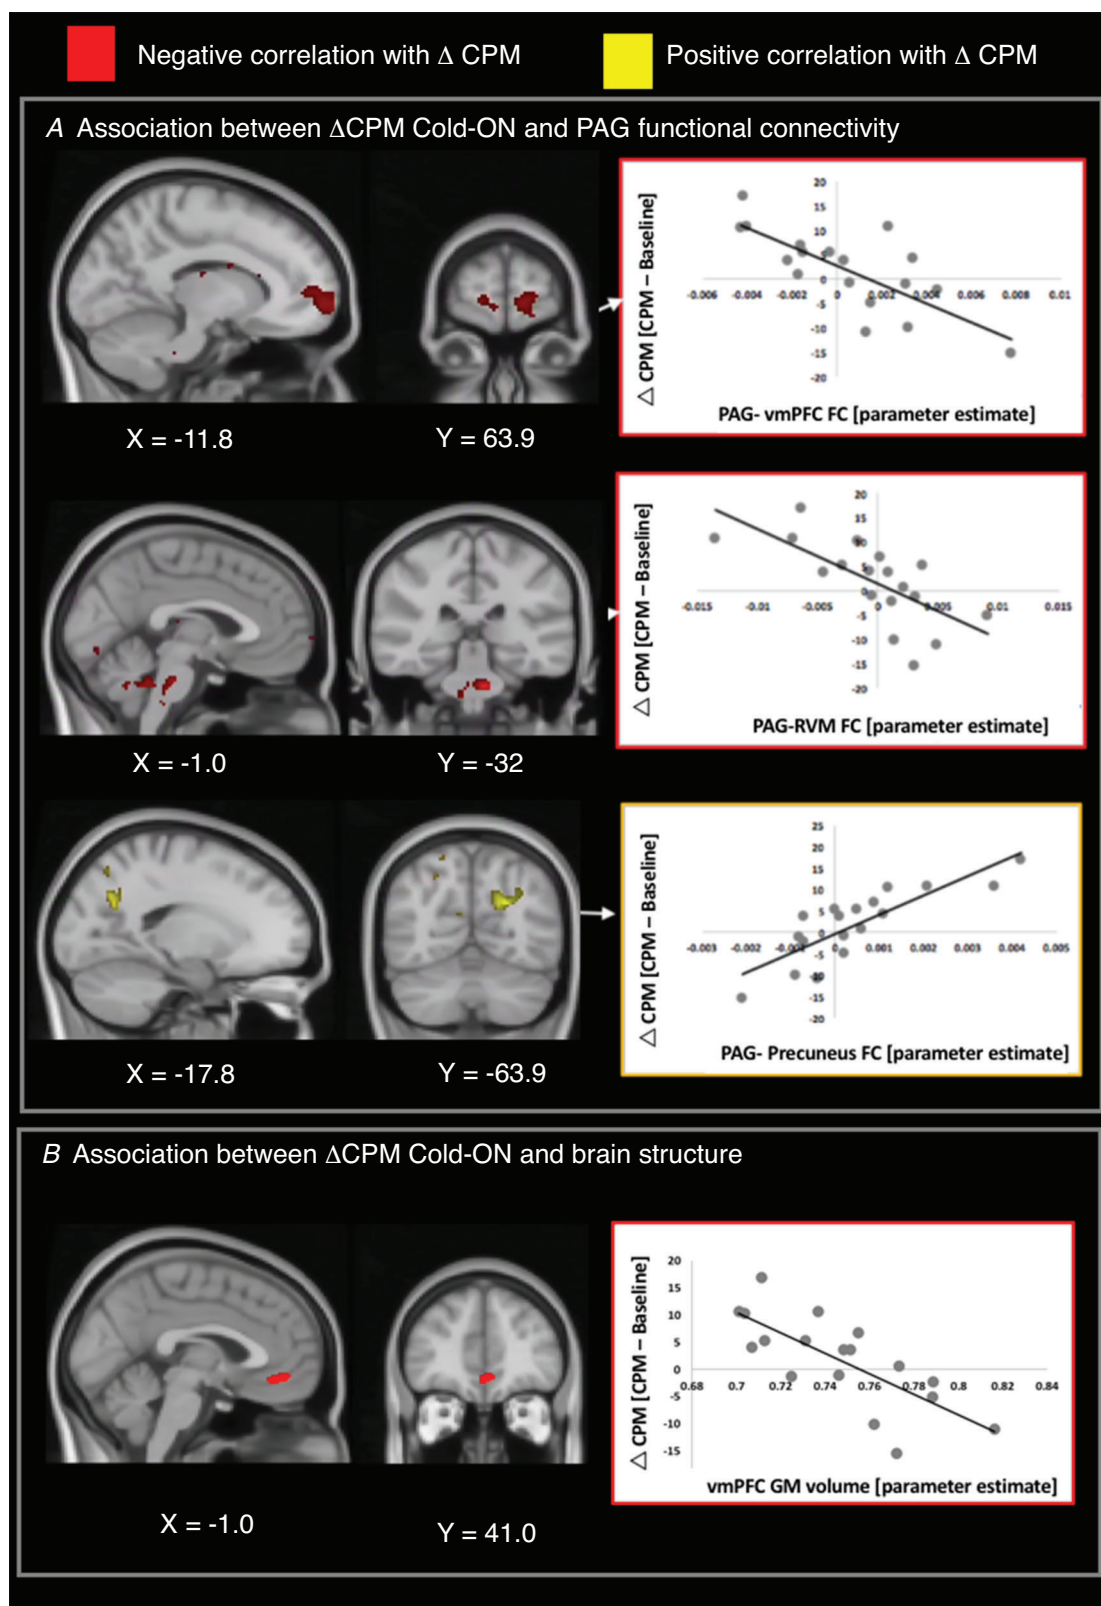 Negative correlation with Δ CPM
Positive correlation with Δ CPM
A Association between ΔCPM Cold-ON and PAG functional connectivity
X = -11.8
Y = 63.9
△ CPM [CPM – Baseline]
20
15
10
5
0
-5
-10
-15
-20
-0.006 -0.004 -0.002 0 0.002 0.004 0.006 0.008 0.01
PAG- vmPFC FC [parameter estimate]
X = -1.0
Y = -32
△ CPM [CPM – Baseline]
20
15
10
5
0
-5
-10
-15
-20
-0.015 -0.01 -0.005 0 0.005 0.01 0.015
PAG-RVM FC [parameter estimate]
X = -17.8
Y = -63.9
△ CPM [CPM – Baseline]
25
20
15
10
5
0
-5
-10
-15
-20
-0.003 -0.002 -0.001 0 0.001 0.002 0.003 0.004 0.005
PAG- Precuneus FC [parameter estimate]
B Association between ΔCPM Cold-ON and brain structure
X = -1.0
Y = 41.0
△ CPM [CPM – Baseline]
20
15
10
5
0
-5
-10
-15
0.68 0.7 0.72 0.74 0.76 0.78 0.8 0.82 0.84
vmPFC GM volume [parameter estimate]